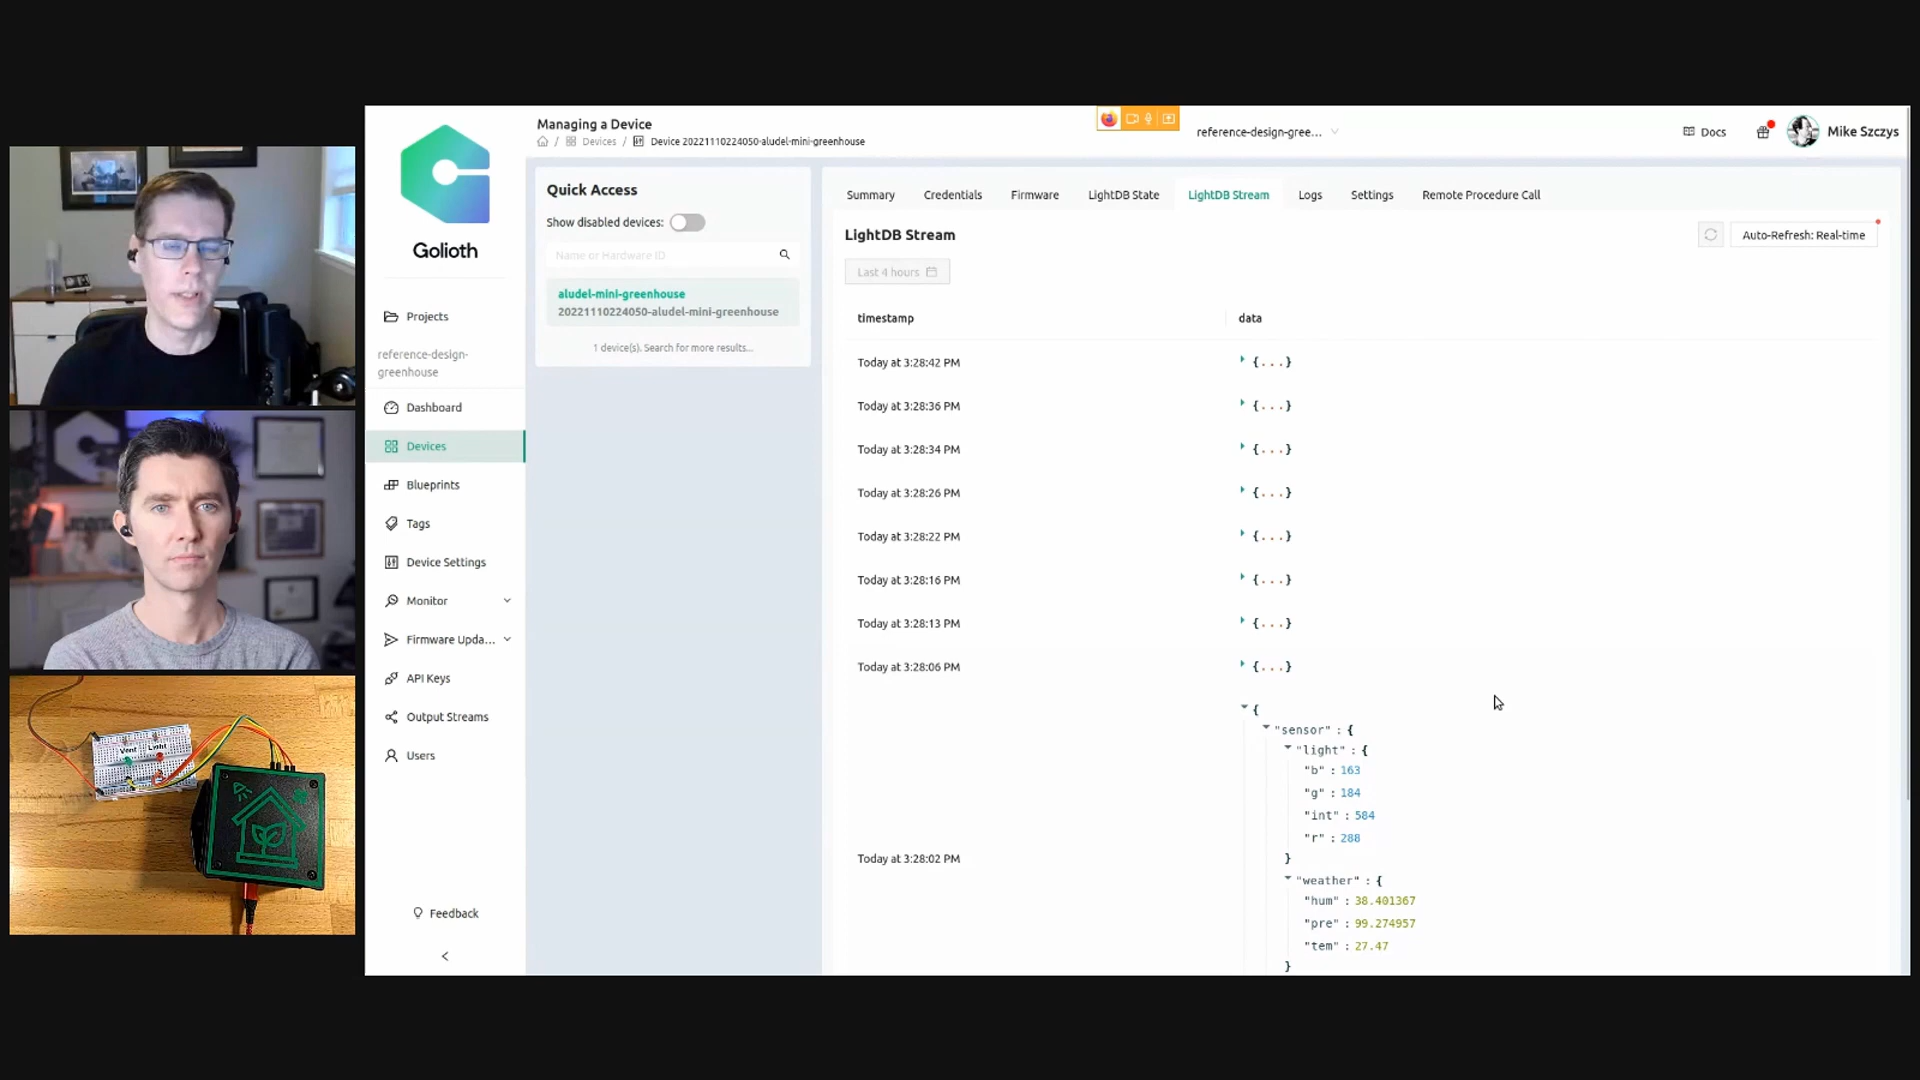 Managing a Device
/ Devices / Device 20221110224050-aludel-mini-greenhouse
reference-design-gree...
Docs
Mike Szczys
Golioth
Projects
reference-design-
greenhouse
Dashboard
Devices
Blueprints
Tags
Device Settings
Monitor
Firmware Upda...
API Keys
Output Streams
Users
Feedback
<
Quick Access
Show disabled devices:
Name or Hardware ID
aludel-mini-greenhouse
20221110224050-aludel-mini-greenhouse
1 device(s). Search for more results...
Summary Credentials Firmware LightDB State LightDB Stream Logs Settings Remote Procedure Call
LightDB Stream
Auto-Refresh: Real-time
Last 4 hours
timestamp data
Today at 3:28:42 PM {...}
Today at 3:28:36 PM {...}
Today at 3:28:34 PM {...}
Today at 3:28:26 PM {...}
Today at 3:28:22 PM {...}
Today at 3:28:16 PM {...}
Today at 3:28:13 PM {...}
Today at 3:28:06 PM {...}
Today at 3:28:02 PM
{
"sensor" : {
"light" : {
"b" : 163
"g" : 184
"int" : 584
"r" : 288
}
"weather" : {
"hum" : 38.401367
"pre" : 99.274957
"tem" : 27.47
}
Vent Light